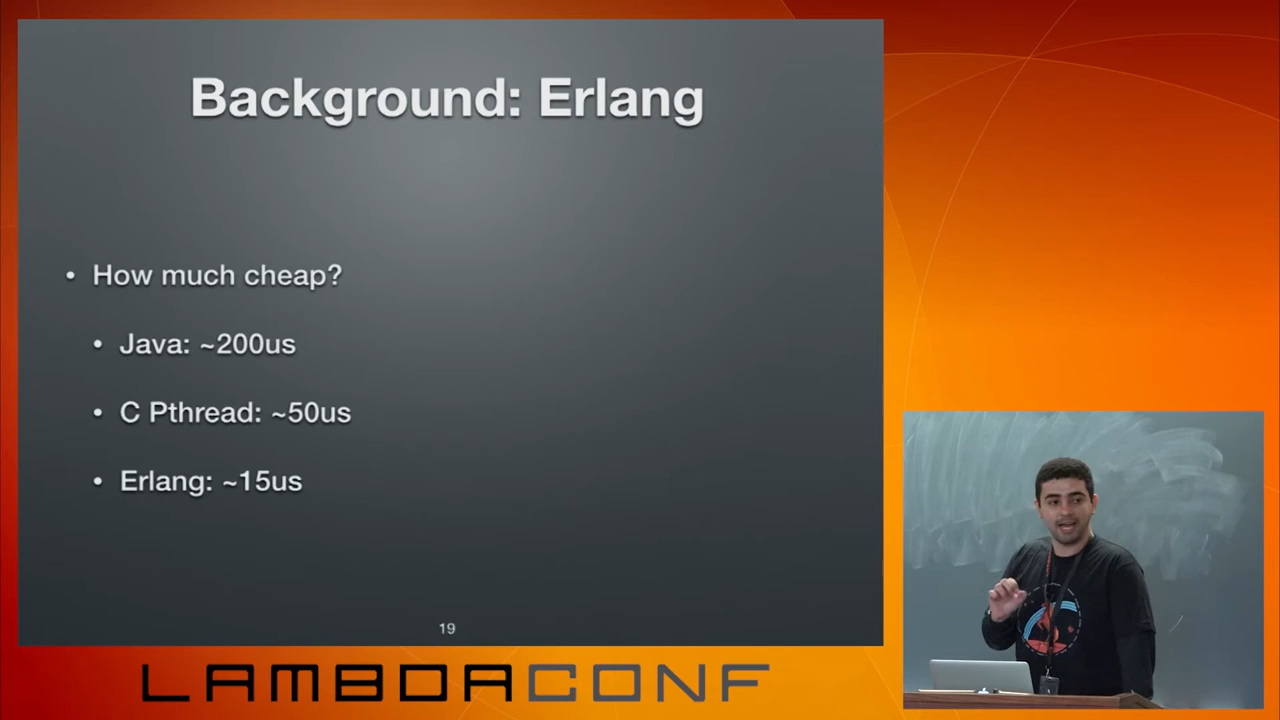 Background: Erlang
• How much cheap?
• Java: ~200us
• C Pthread: ~50us
• Erlang: ~15us
19
LAMBDACONF